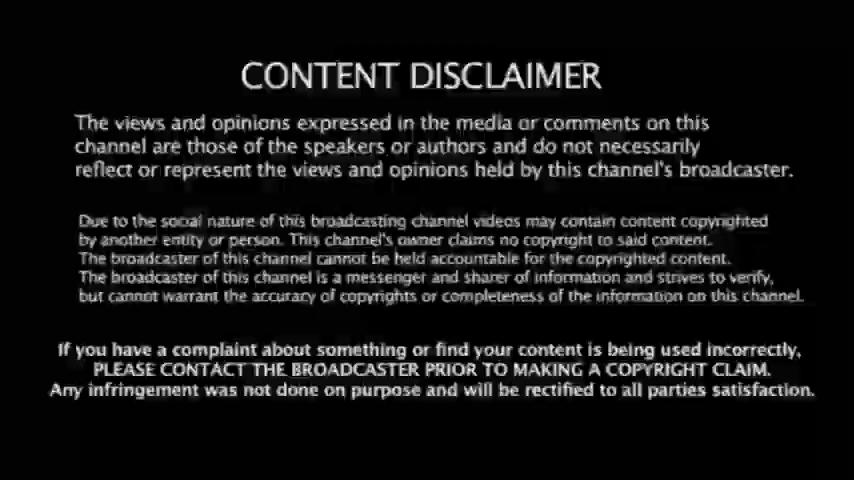 CONTENT DISCLAIMER
The views and opinions expressed in the media or comments on this
channel are those of the speakers or authors and do not necessarily
reflect or represent the views and opinions held by this channel's broadcaster.
Due to the social nature of this broadcasting channel videos may contain content copyrighted
by another entity or person. This channel's owner claims no copyright to said content.
The broadcaster of this channel cannot be held accountable for the copyrighted content.
The broadcaster of this channel is a messenger and sharer of information and strives to verify,
but cannot warrant the accuracy of copyrights or completeness of the information on this channel.
If you have a complaint about something or find your content is being used incorrectly,
PLEASE CONTACT THE BROADCASTER PRIOR TO MAKING A COPYRIGHT CLAIM.
Any infringement was not done on purpose and will be rectified to all parties satisfaction.